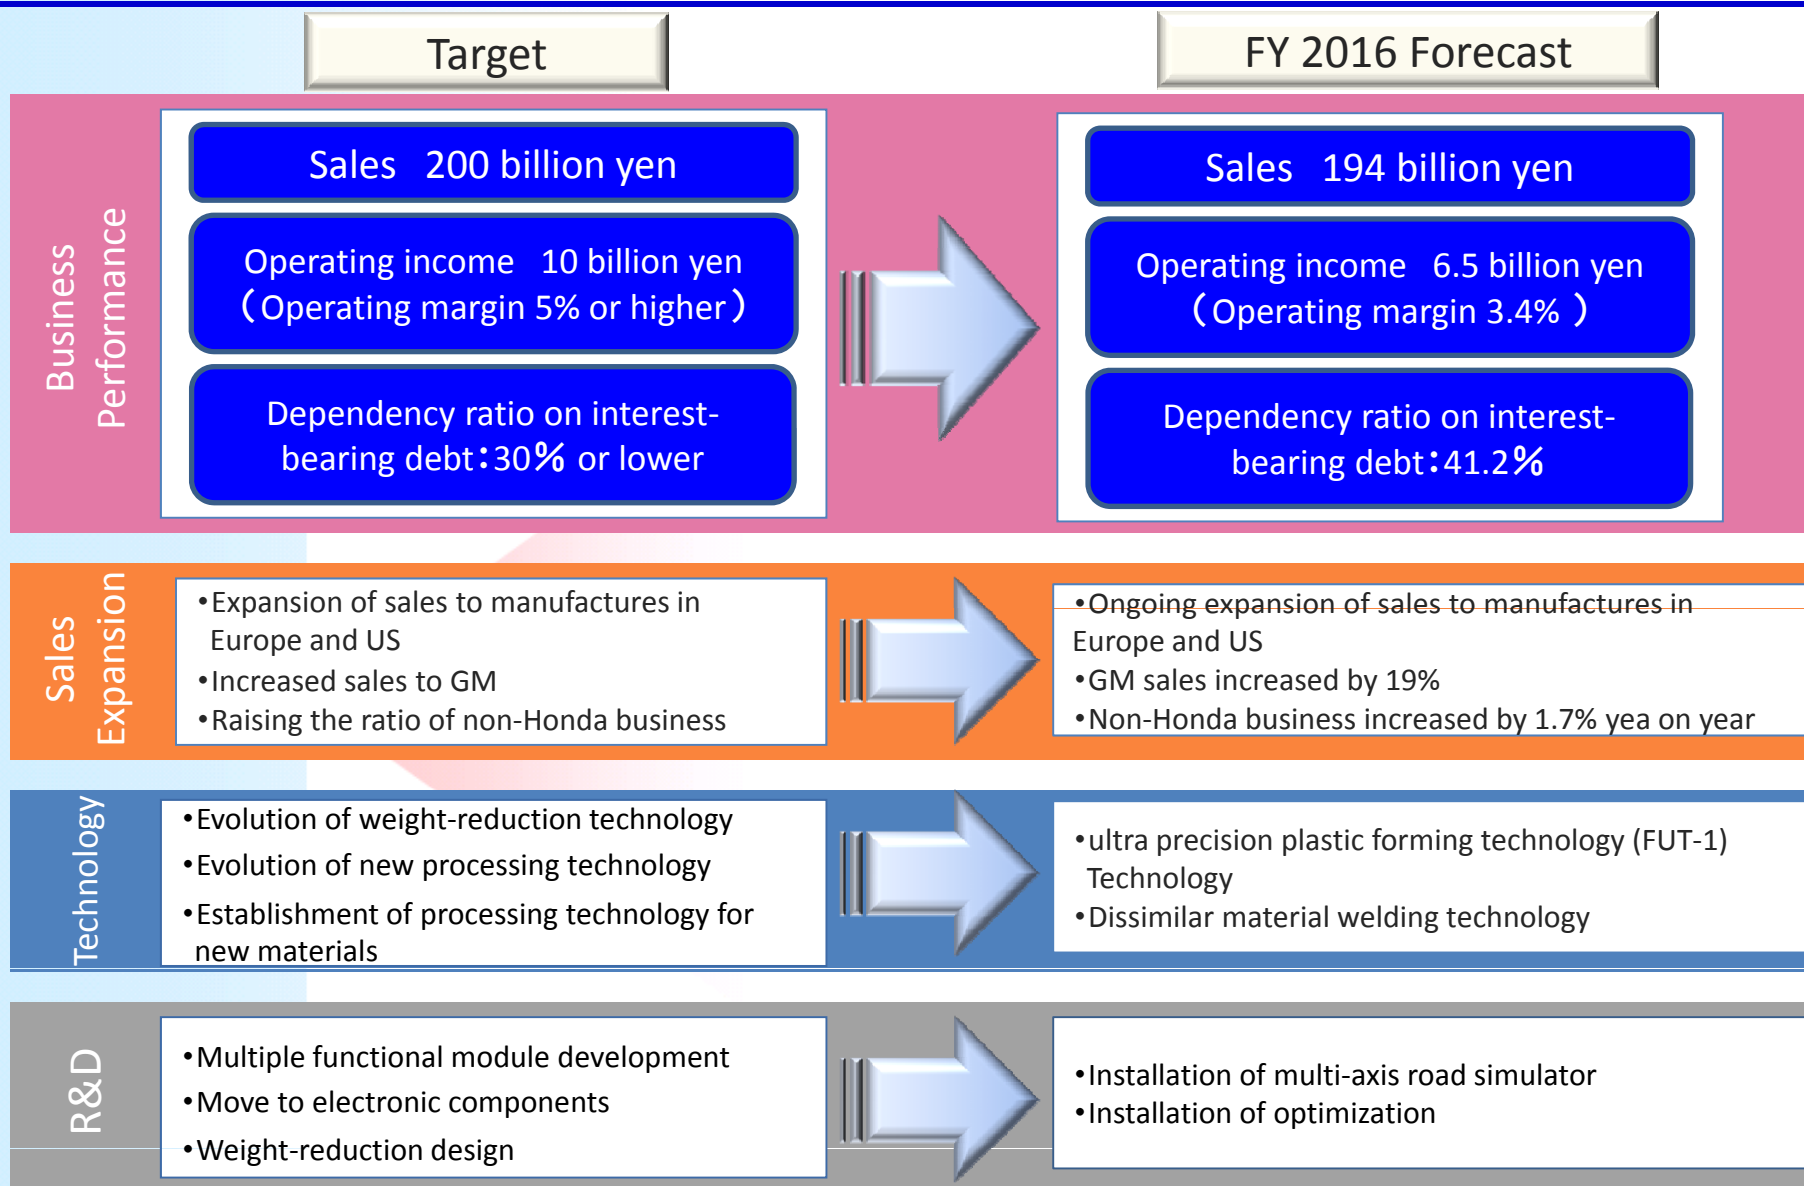 Target
FY 2016 Forecast
Business
Performance
Sales 200 billion yen
Operating income 10 billion yen
（Operating margin 5% or higher）
Dependency ratio on interest-
bearing debt：30％ or lower
Sales 194 billion yen
Operating income 6.5 billion yen
（Operating margin 3.4% ）
Dependency ratio on interest-
bearing debt：41.2％
Sales
Expansion
•Expansion of sales to manufactures in
Europe and US
•Increased sales to GM
•Raising the ratio of non-Honda business
•Ongoing expansion of sales to manufactures in
Europe and US
•GM sales increased by 19%
•Non-Honda business increased by 1.7% yea on year
Technology
•Evolution of weight-reduction technology
•Evolution of new processing technology
•Establishment of processing technology for
new materials
•ultra precision plastic forming technology (FUT-1)
Technology
•Dissimilar material welding technology
R&D
•Multiple functional module development
•Move to electronic components
•Weight-reduction design
•Installation of multi-axis road simulator
•Installation of optimization